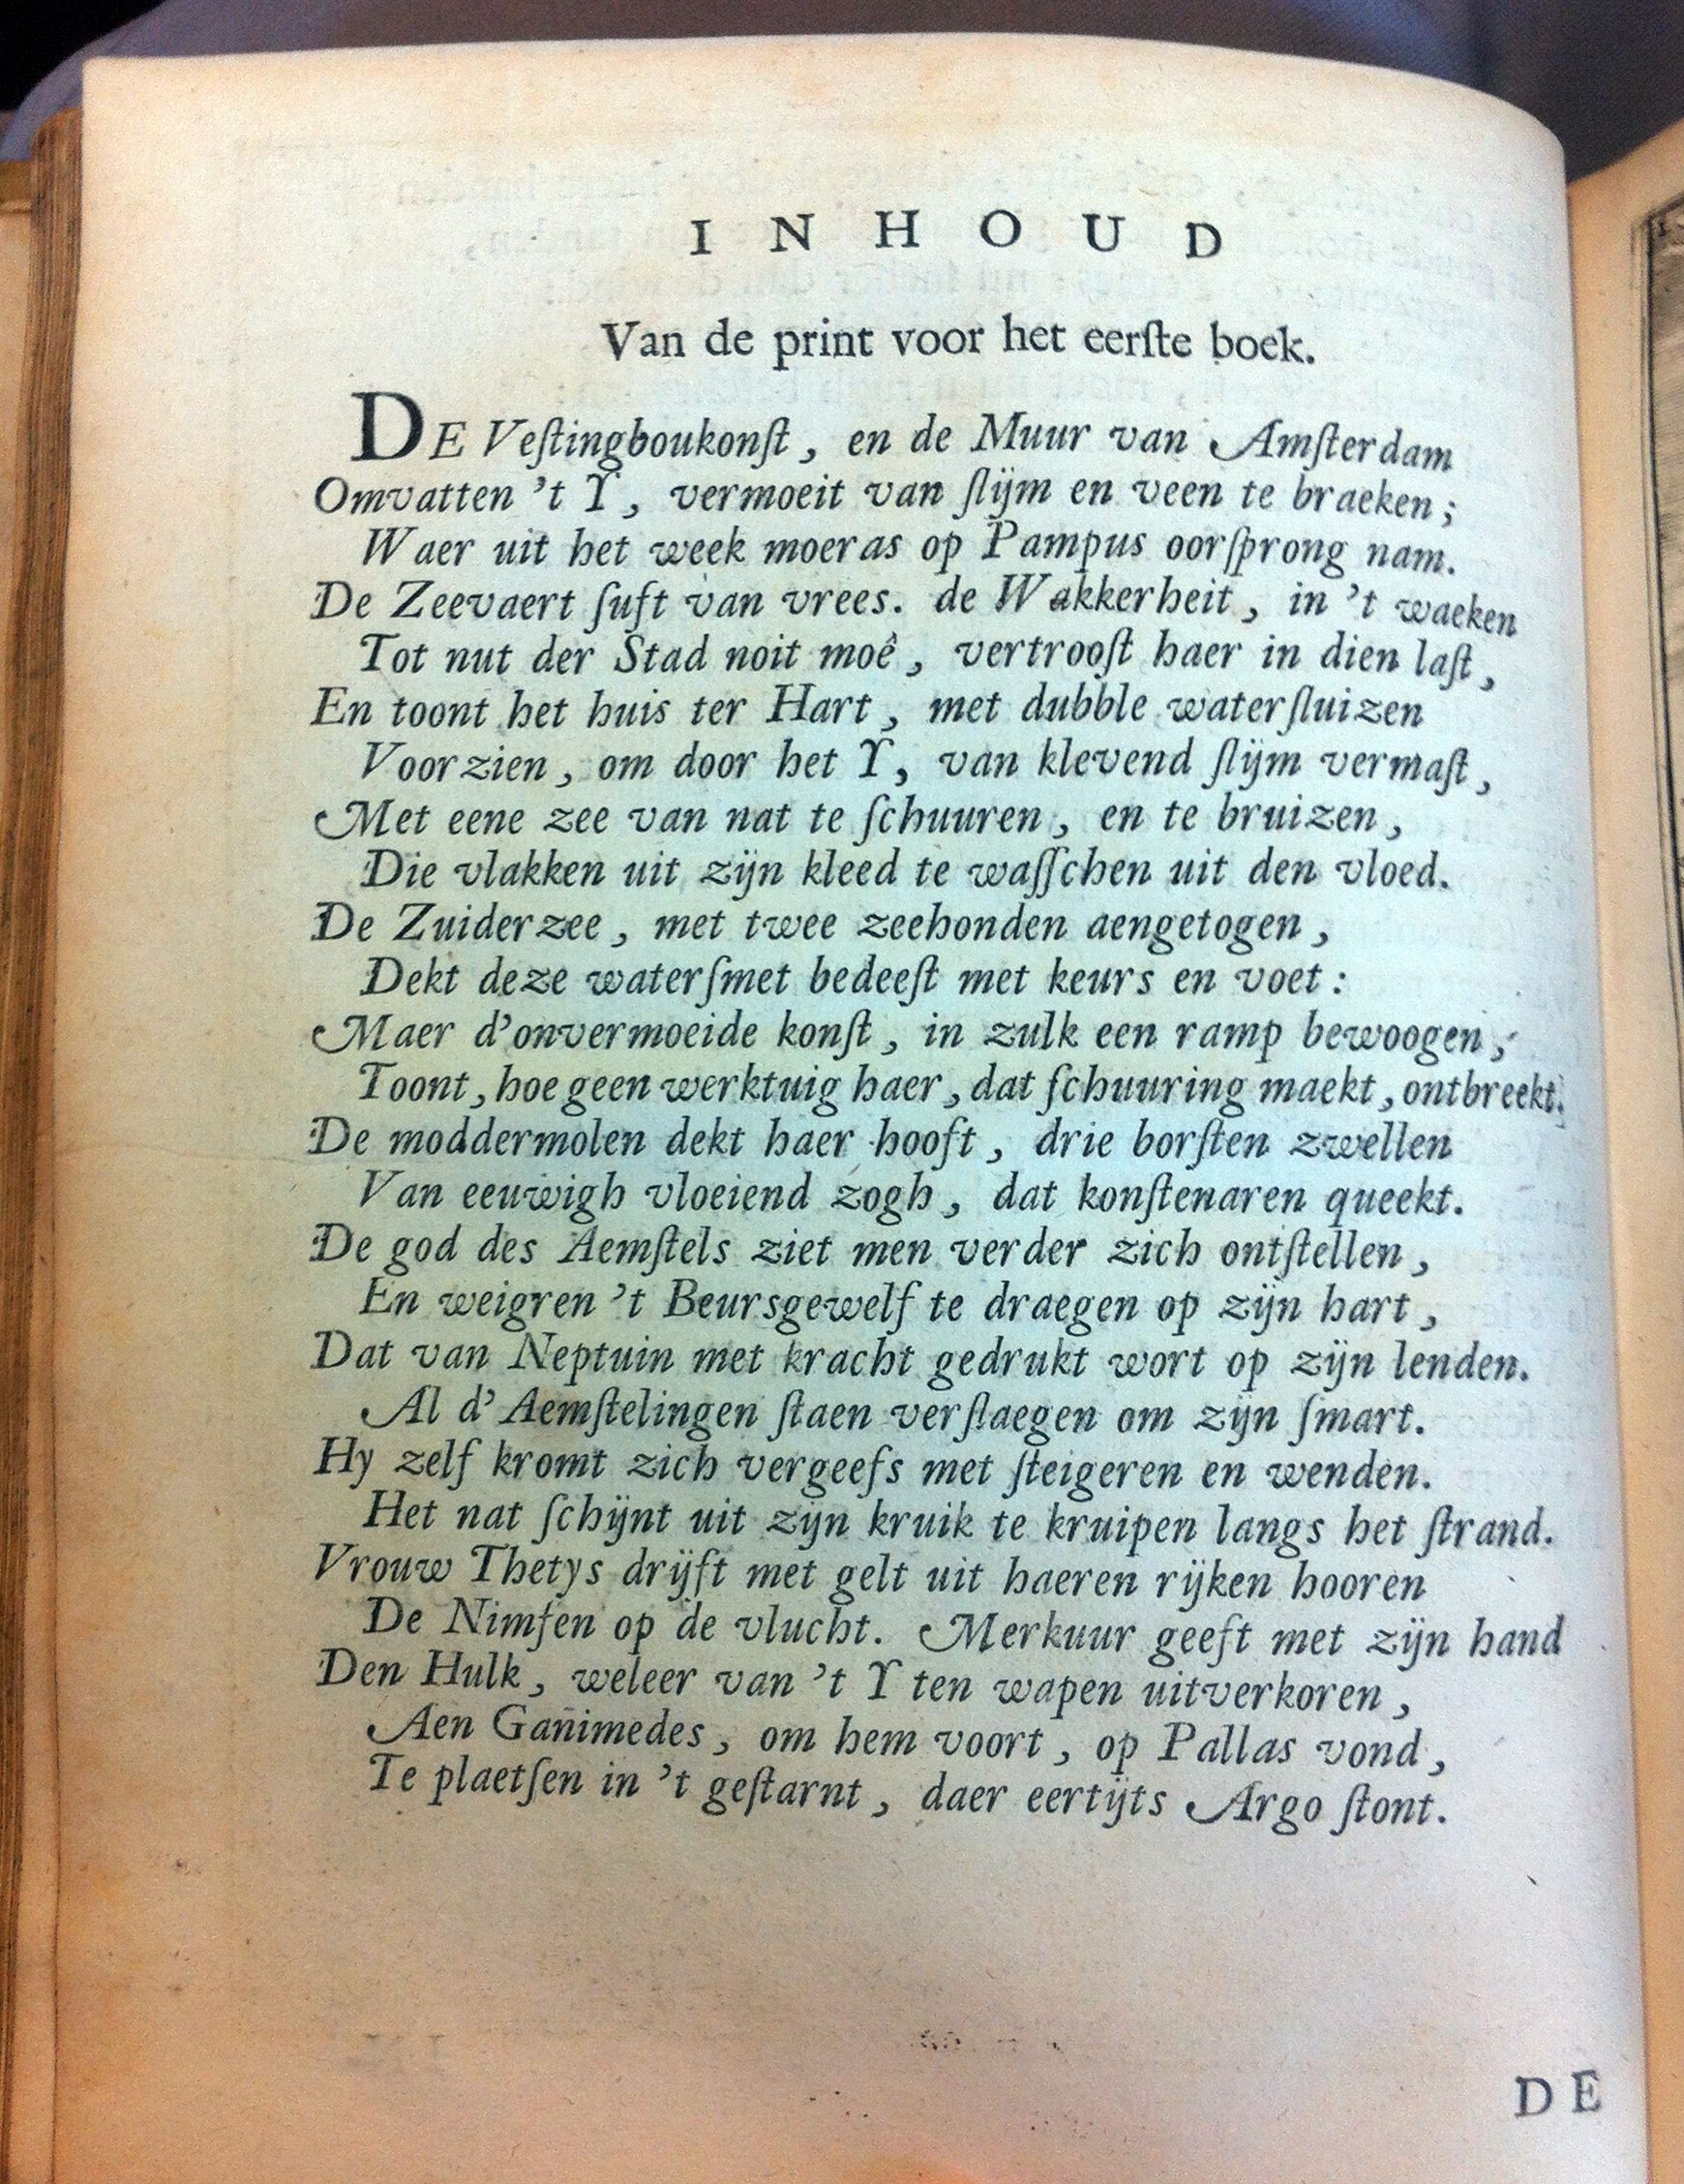 INHOUD
Van de print voor het eerſte boek.
DE Veſtingboukonſt, en de Muur van Amſterdam
Omvatten 't Y, vermoeit van ſlijm en veen te braeken;
Waer uit het week moeras op Pampus oorſprong nam.
De Zeevaert ſuft van vrees. de Wakkerheit, in 't waeken
Tot nut der Stad noit moê, vertrooſt haer in dien laſt,
En toont het huis ter Hart, met dubble waterſluizen
Voorzien, om door het Y, van klevend ſlijm vermaſt,
Met eene zee van nat te ſchuuren, en te bruizen,
Die vlakken uit zijn kleed te waſſchen uit den vloed.
De Zuiderzee, met twee zeehonden aengetogen,
Dekt deze waterſmet bedeeſt met keurs en voet:
Maer d'onvermoeide konſt, in zulk een ramp bewoogen,
Toont, hoe geen werktuig haer, dat ſchuuring maekt, ontbreekt.
De moddermolen dekt haer hooft, drie borſten zwellen
Van eeuwigh vloeiend zogh, dat konſtenaren queekt.
De god des Aemſtels ziet men verder zich ontſtellen,
En weigren 't Beursgewelf te draegen op zijn hart,
Dat van Neptuin met kracht gedrukt wort op zijn lenden.
Al d'Aemſtelingen ſtaen verſlaegen om zijn ſmart.
Hy zelf kromt zich vergeefs met ſteigeren en wenden.
Het nat ſchijnt uit zijn kruik te kruipen langs het ſtrand.
Vrouw Thetys drijft met gelt uit haeren rijken hooren
De Nimfen op de vlucht. Merkuur geeft met zijn hand
Den Hulk, weleer van 't Y ten wapen uitverkoren,
Aen Gañimedes, om hem voort, op Pallas vond,
Te plaetſen in 't geſtarnt, daer eertijts Argo ſtont.
DE